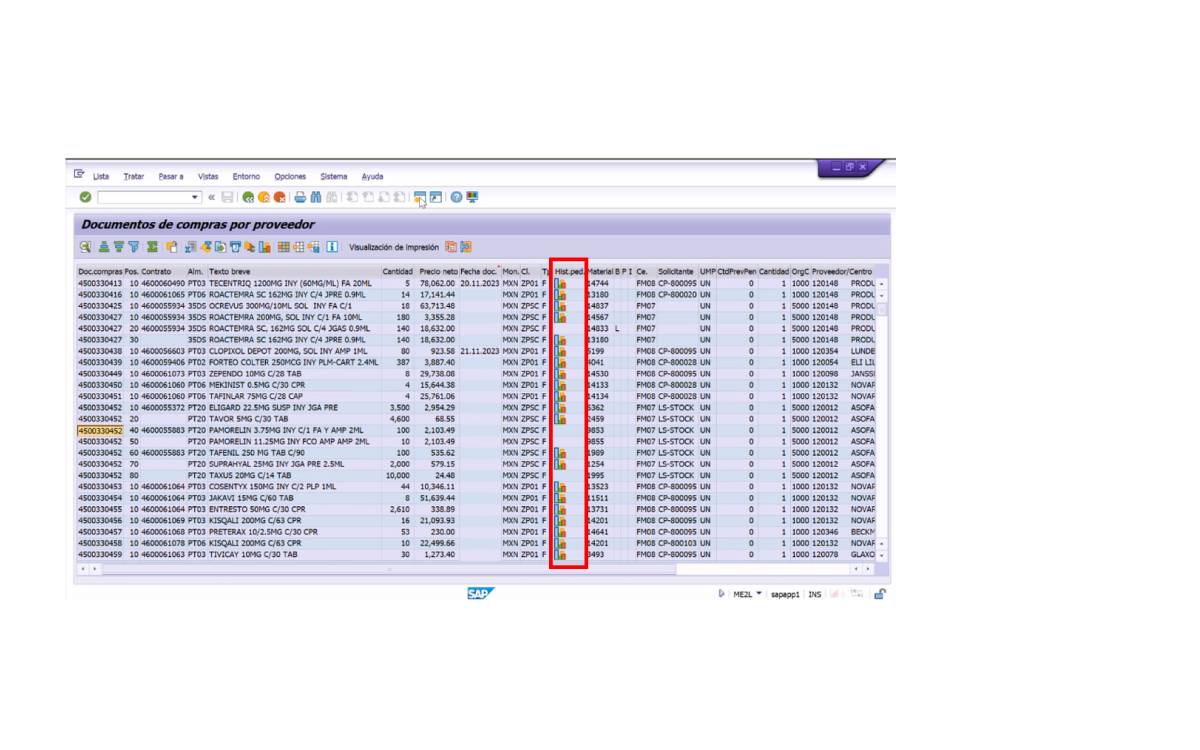 Lista Tratar Pasar a Vistas Entorno Opciones Sistema Ayuda
Documentos de compras por proveedor
Visualización de impresión
Doc.compras Pos. Contrato Alm. Texto breve Cantidad Precio neto Fecha doc. Mon. Cl. Hist.ped. Material B P I Ce. Solicitante UMP CtdPrevPen Cantidad OrgC Proveedor/Centro
4500330413 10 4600060490 PT03 TECENTRIQ 1200MG INY (60MG/ML) FA 20ML 5 78,062.00 20.11.2023 MXN ZP01 F 14744 FM08 CP-800095 UN 0 1 1000 120148 PRODU
4500330416 10 4600061065 PT06 ROACTEMRA SC 162MG INY C/4 JPRE 0.9ML 14 17,141.44 MXN ZP01 F 13180 FM08 CP-800020 UN 0 1 1000 120148 PRODU
4500330425 10 4600055934 35DS OCREVUS 300MG/10ML SOL INY FA C/1 18 63,713.48 MXN ZPSC F 14837 FM07 UN 0 1 5000 120148 PRODU
4500330427 10 4600055934 35DS ROACTEMRA 200MG, SOL INY C/1 FA 10ML 180 3,355.28 MXN ZPSC F 14567 FM07 UN 0 1 5000 120148 PRODU
4500330427 20 4600055934 35DS ROACTEMRA SC, 162MG SOL C/4 JGAS 0.9ML 140 18,632.00 MXN ZPSC F 14833 L FM07 UN 0 1 5000 120148 PRODU
4500330427 30 35DS ROACTEMRA SC, 162MG SOL C/4 JGAS 0.9ML 140 18,632.00 MXN ZPSC F 13180 FM07 UN 0 1 5000 120148 PRODU
4500330438 10 4600056603 PT03 CLOPIXOL DEPOT 200MG, SOL INY AMP 1ML 80 923.58 21.11.2023 MXN ZP01 F 5199 FM08 CP-800095 UN 0 1 1000 120354 LUNDE
4500330439 10 4600059406 PT02 FORTEO COLTER 250MCG INY PLM-CART 2.4ML 387 3,887.40 MXN ZP01 F 4041 FM08 CP-800028 UN 0 1 1000 120054 ELI LIL
4500330449 10 4600061073 PT03 ZEPENDO 10MG C/28 TAB 8 29,738.08 MXN ZP01 F 14530 FM08 CP-800095 UN 0 1 1000 120098 JANSSI
4500330450 10 4600061060 PT06 MEKINIST 0.5MG C/30 CPR 4 15,644.38 MXN ZP01 F 14133 FM08 CP-800028 UN 0 1 1000 120132 NOVAR
4500330451 10 4600061060 PT06 TAFINLAR 75MG C/28 CAP 4 25,761.06 MXN ZP01 F 14134 FM08 CP-800028 UN 0 1 1000 120132 NOVAR
4500330452 10 4600055372 PT20 ELIGARD 22.5MG SUSP INY JGA PRE 3,500 2,954.29 MXN ZPSC F 5362 FM07 LS-STOCK UN 0 1 5000 120012 ASOFA
4500330452 20 PT20 TAVOR 5MG C/30 TAB 4,600 68.55 MXN ZPSC F 2459 FM07 LS-STOCK UN 0 1 5000 120012 ASOFA
4500330452 40 4600055883 PT20 PAMORELIN 3.75MG INY C/1 FA Y AMP 2ML 100 2,103.49 MXN ZPSC F 9853 FM07 LS-STOCK UN 0 1 5000 120012 ASOFA
4500330452 50 PT20 PAMORELIN 11.25MG INY FCO AMP AMP 2ML 10 2,103.49 MXN ZPSC F 9855 FM07 LS-STOCK UN 0 1 5000 120012 ASOFA
4500330452 60 4600055883 PT20 TAFENIL 250 MG TAB C/90 100 535.62 MXN ZPSC F 1989 FM07 LS-STOCK UN 0 1 5000 120012 ASOFA
4500330452 70 PT20 SUPRAHYAL 25MG INY JGA PRE 2.5ML 2,000 579.15 MXN ZPSC F 1254 FM07 LS-STOCK UN 0 1 5000 120012 ASOFA
4500330452 80 PT20 TAXUS 20MG C/14 TAB 10,000 24.48 MXN ZPSC F 1995 FM07 LS-STOCK UN 0 1 5000 120012 ASOFA
4500330453 10 4600061064 PT03 COSENTYX 150MG INY C/2 PLP 1ML 44 10,346.11 MXN ZP01 F 13523 FM08 CP-800095 UN 0 1 1000 120132 NOVAR
4500330454 10 4600061064 PT03 JAKAVI 15MG C/60 TAB 8 51,639.44 MXN ZP01 F 11511 FM08 CP-800095 UN 0 1 1000 120132 NOVAR
4500330455 10 4600061064 PT03 ENTRESTO 50MG C/30 CPR 2,610 338.89 MXN ZP01 F 13731 FM08 CP-800095 UN 0 1 1000 120132 NOVAR
4500330456 10 4600061069 PT03 KISQALI 200MG C/63 CPR 16 21,093.93 MXN ZP01 F 14201 FM08 CP-800095 UN 0 1 1000 120132 NOVAR
4500330457 10 4600061068 PT03 PRETERAX 10/2.5MG C/30 CPR 53 230.00 MXN ZP01 F 14641 FM08 CP-800095 UN 0 1 1000 120346 BECKM
4500330458 10 4600061078 PT06 KISQALI 200MG C/63 CPR 10 22,499.66 MXN ZP01 F 14201 FM08 CP-800103 UN 0 1 1000 120132 NOVAR
4500330459 10 4600061063 PT03 TIVICAY 10MG C/30 TAB 30 1,273.40 MXN ZP01 F 3493 FM08 CP-800095 UN 0 1 1000 120078 GLAXO
SAP ME2L sapapp1 INS